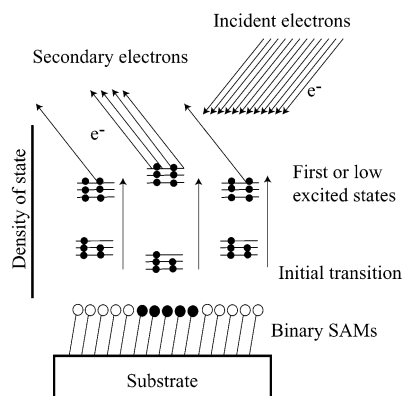 Incident electrons
Secondary electrons
e-
e-
First or low
excited states
Density of state
Initial transition
Binary SAMs
Substrate